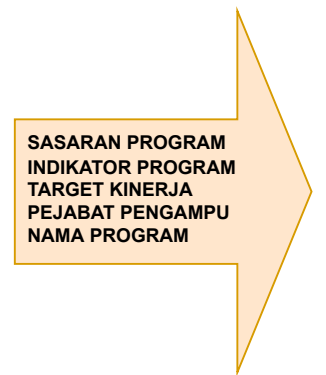 SASARAN PROGRAM
INDIKATOR PROGRAM
TARGET KINERJA
PEJABAT PENGAMPU
NAMA PROGRAM